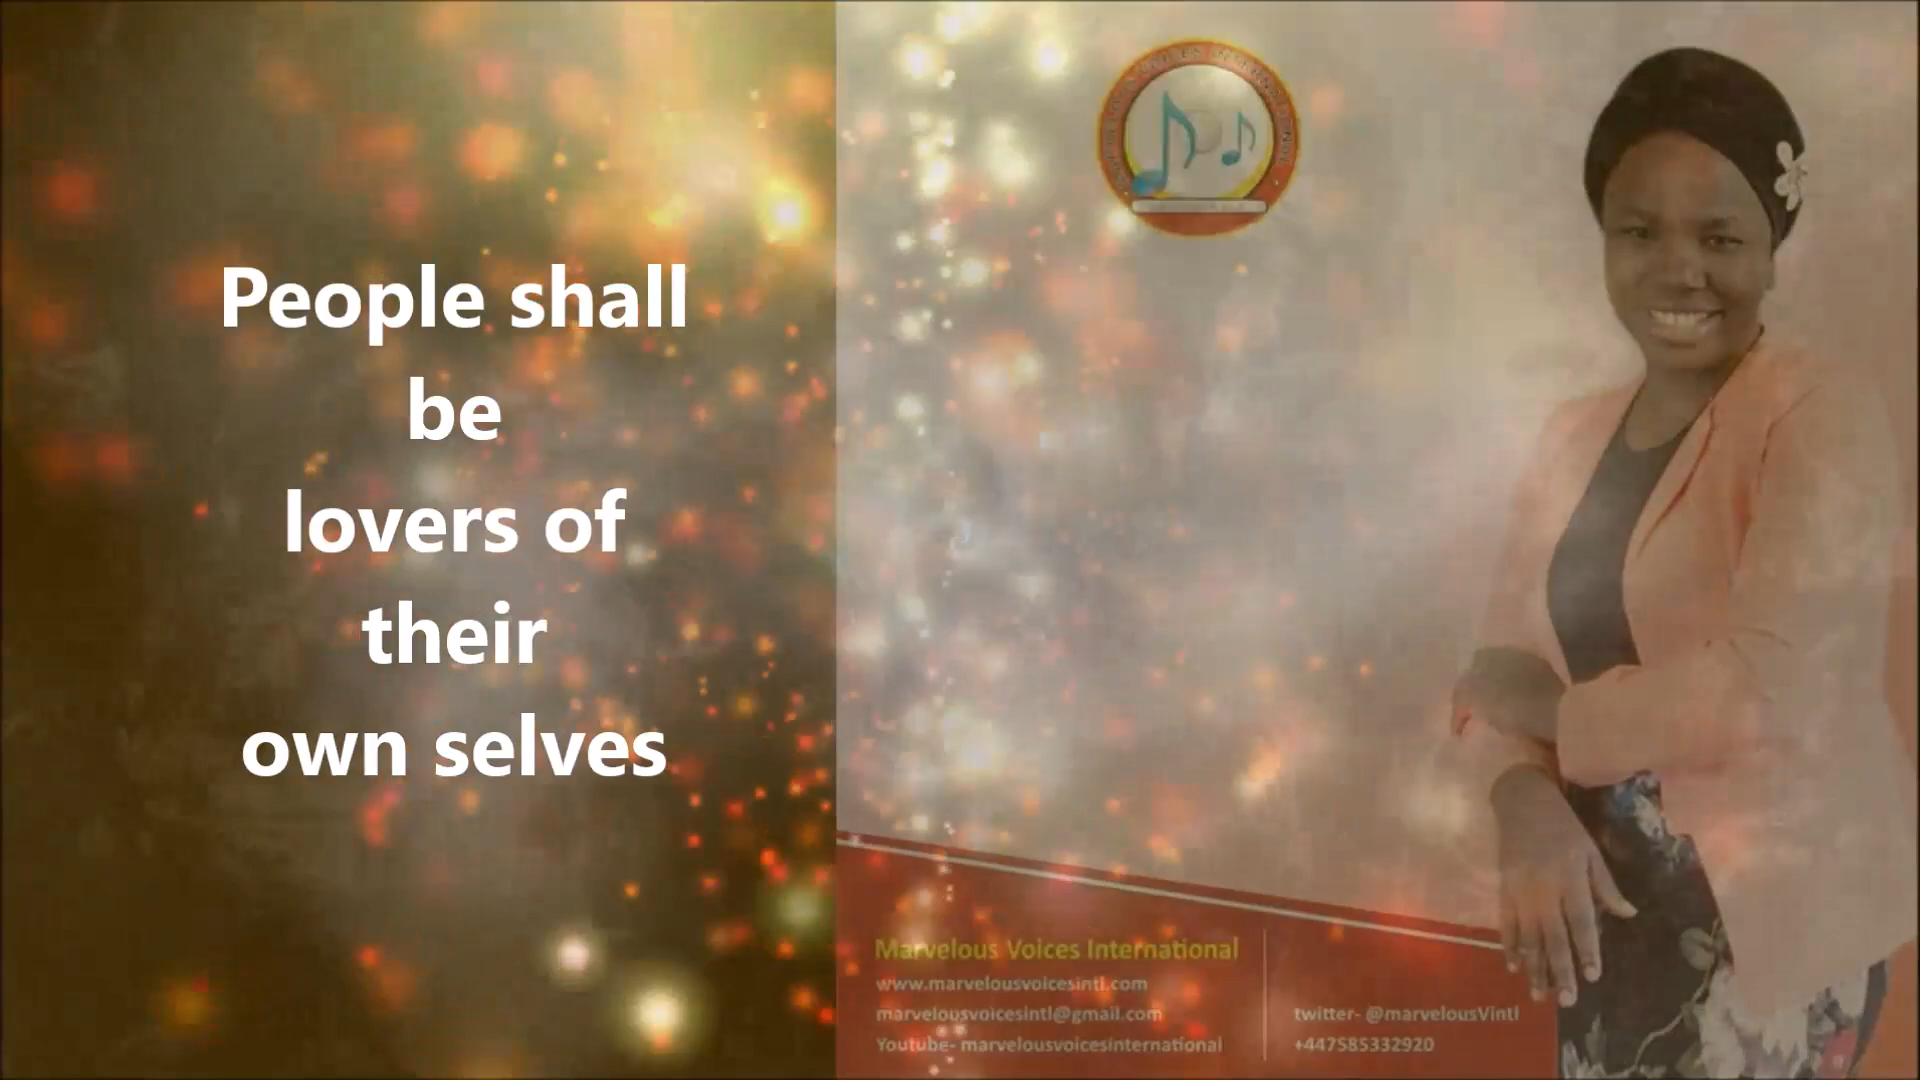 People shall
be
lovers of
their
own selves
Marvelous Voices International
www.marvelousvoicesintl.com
marvelousvoicesintl@gmail.com
Youtube- marvelousvoicesinternational
twitter- @marvelousVintl
+447585332920